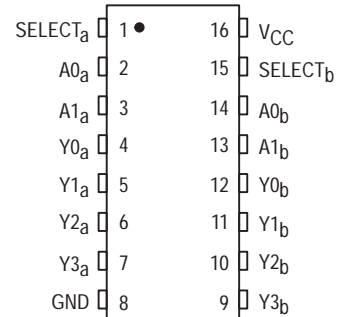 SELECTa 1 16 VCC
A0a 2 15 SELECTb
A1a 3 14 A0b
Y0a 4 13 A1b
Y1a 5 12 Y0b
Y2a 6 11 Y1b
Y3a 7 10 Y2b
GND 8 9 Y3b